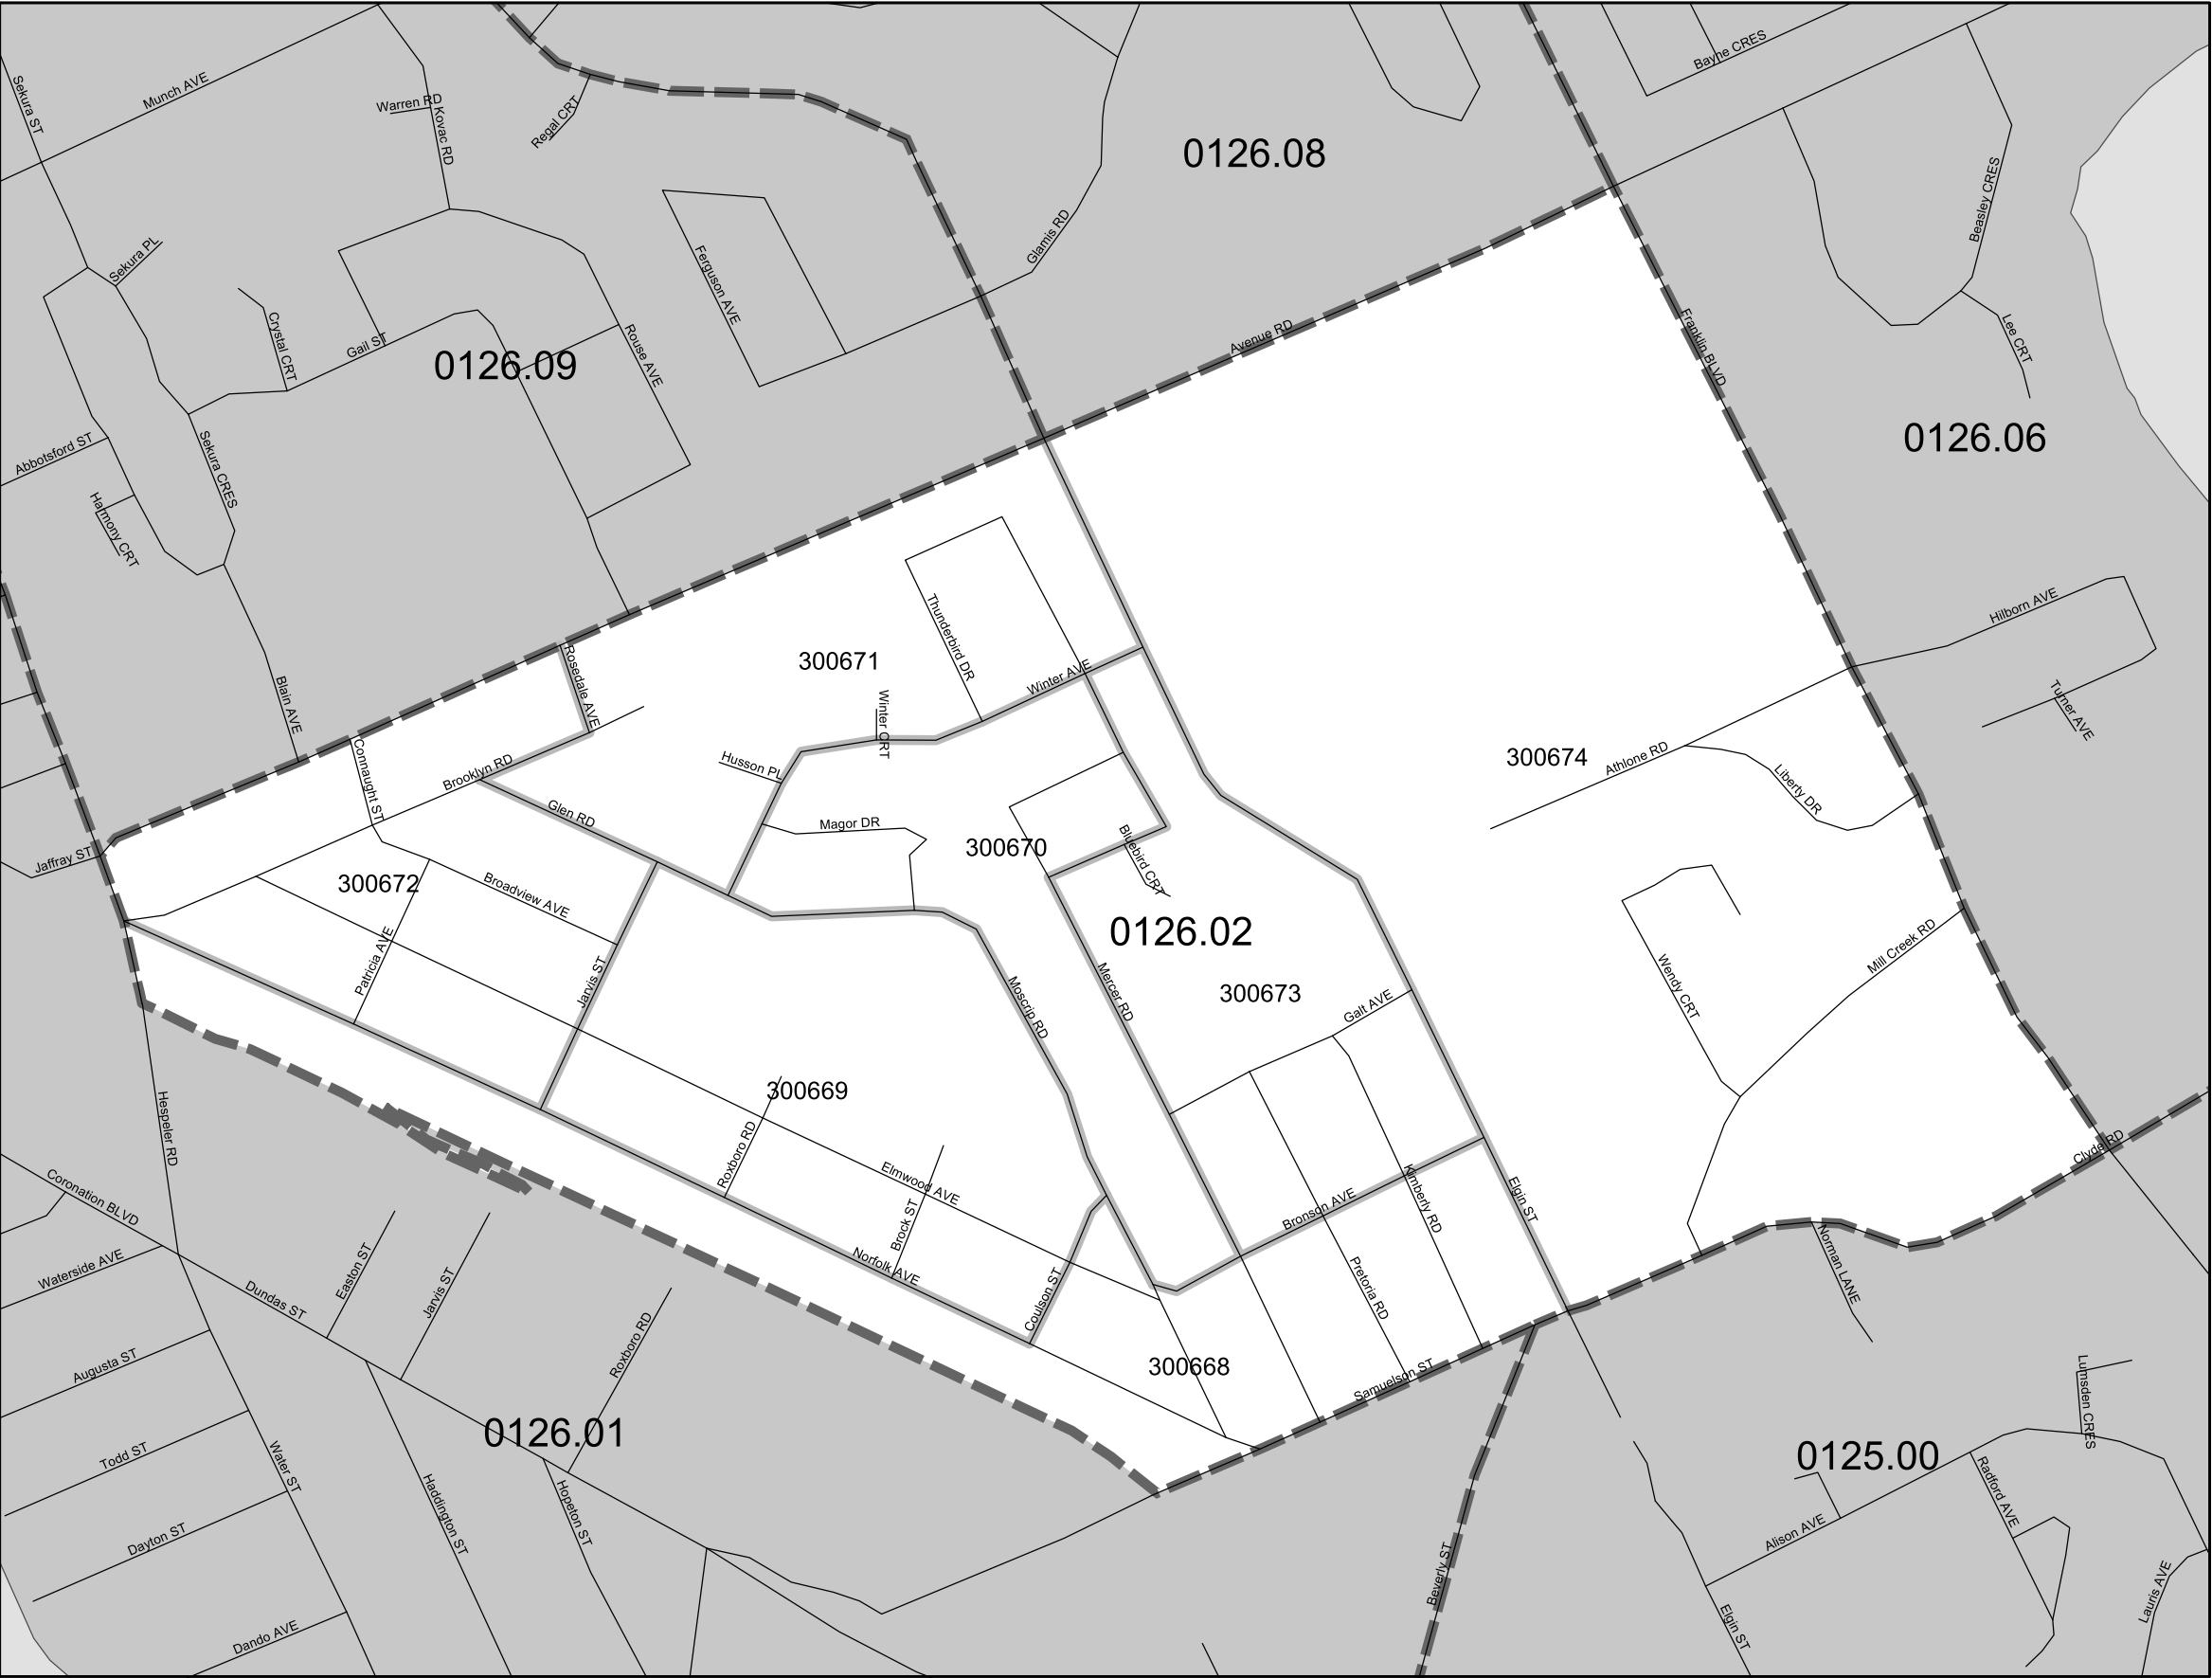 Bayne CRES
Sekura ST
Munch AVE
Warren RD
Kovac RD
Regal CRT
0126.08
Beasley CRES
Glamis RD
Sekura PL
Ferguson AVE
Crystal CRT
Gail ST
Rouse AVE
0126.09
Avenue RD
Franklin BLVD
Lee CRT
0126.06
Abbotsford ST
Sekura CRES
Harmony CRT
Hilborn AVE
Thunderbird DR
300671
Rosedale AVE
Winter AVE
Blain AVE
Winter CRT
Turner AVE
Connaught ST
Brooklyn RD
Husson PL
300674
Athlone RD
Liberty DR
Glen RD
Magor DR
300670
Bluebird CRT
Jaffray ST
300672
Broadview AVE
0126.02
Patricia AVE
Jarvis ST
Moscrip RD
Mercer RD
300673
Galt AVE
Wendy CRT
Mill Creek RD
300669
Hespeler RD
Roxboro RD
Elmwood AVE
Clyde RD
Coronation BLVD
Brock ST
Bronson AVE
Kimberly RD
Elgin ST
Waterside AVE
Easton ST
Jarvis ST
Dundas ST
Norfolk AVE
Coulson ST
Pretoria RD
Norman LANE
Roxboro RD
Augusta ST
300668
Samuelson ST
Lumsden CRES
0126.01
0125.00
Todd ST
Water ST
Haddington ST
Hopeton ST
Radford AVE
Alison AVE
Dayton ST
Beverly ST
Lauris AVE
Dando AVE
Elgin ST